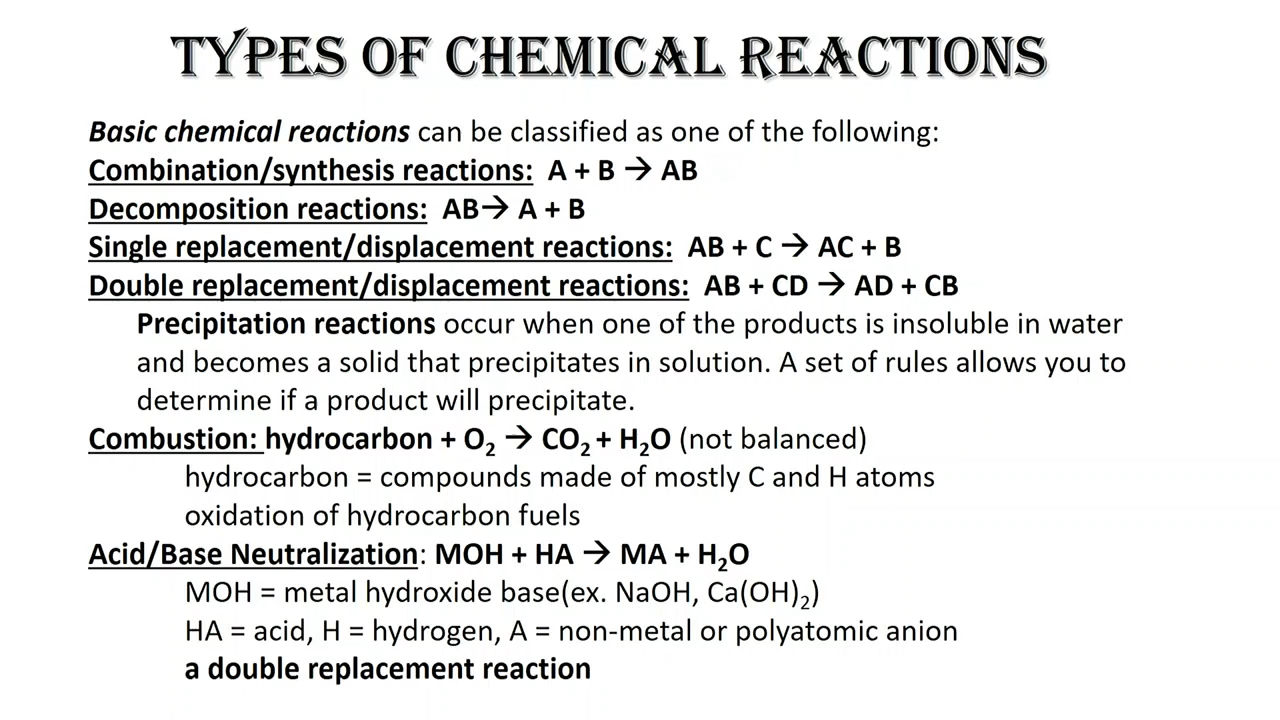 TYPES OF CHEMICAL REACTIONS
Basic chemical reactions can be classified as one of the following:
Combination/synthesis reactions: A + B → AB
Decomposition reactions: AB→ A + B
Single replacement/displacement reactions: AB + C → AC + B
Double replacement/displacement reactions: AB + CD → AD + CB
Precipitation reactions occur when one of the products is insoluble in water
and becomes a solid that precipitates in solution. A set of rules allows you to
determine if a product will precipitate.
Combustion: hydrocarbon + O₂ → CO₂ + H₂O (not balanced)
hydrocarbon = compounds made of mostly C and H atoms
oxidation of hydrocarbon fuels
Acid/Base Neutralization: MOH + HA → MA + H₂O
MOH = metal hydroxide base(ex. NaOH, Ca(OH)₂)
HA = acid, H = hydrogen, A = non-metal or polyatomic anion
a double replacement reaction